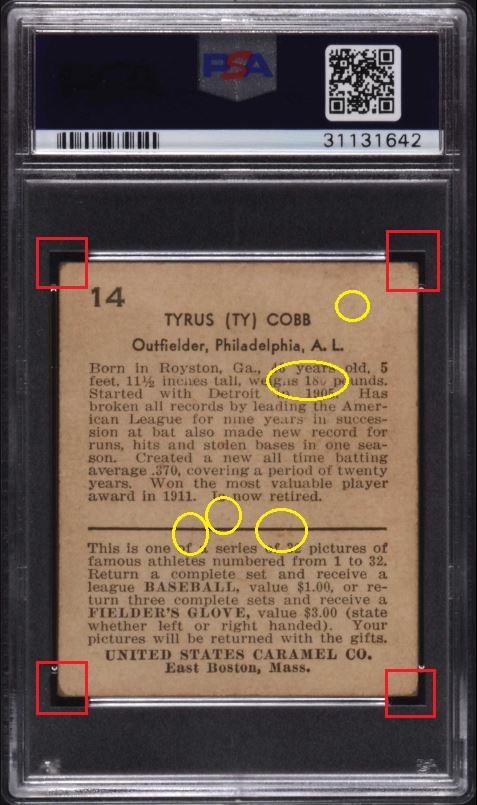 PSA
31131642
14
TYRUS (TY) COBB
Outfielder, Philadelphia, A. L.
Born in Royston, Ga., years old, 5
feet, 11½ inches tall, weighs pounds.
Started with Detroit in 1905. Has
broken all records by leading the Amer-
ican League for nine years in succes-
sion at bat also made new record for
runs, hits and stolen bases in one sea-
son. Created a new all time batting
average .370, covering a period of twenty
years. Won the most valuable player
award in 1911. Is now retired.
This is one of a series of 32 pictures of
famous athletes numbered from 1 to 32.
Return a complete set and receive a
league BASEBALL, value $1.00, or re-
turn three complete sets and receive a
FIELDER'S GLOVE, value $3.00 (state
whether left or right handed). Your
pictures will be returned with the gifts.
UNITED STATES CARAMEL CO.
East Boston, Mass.